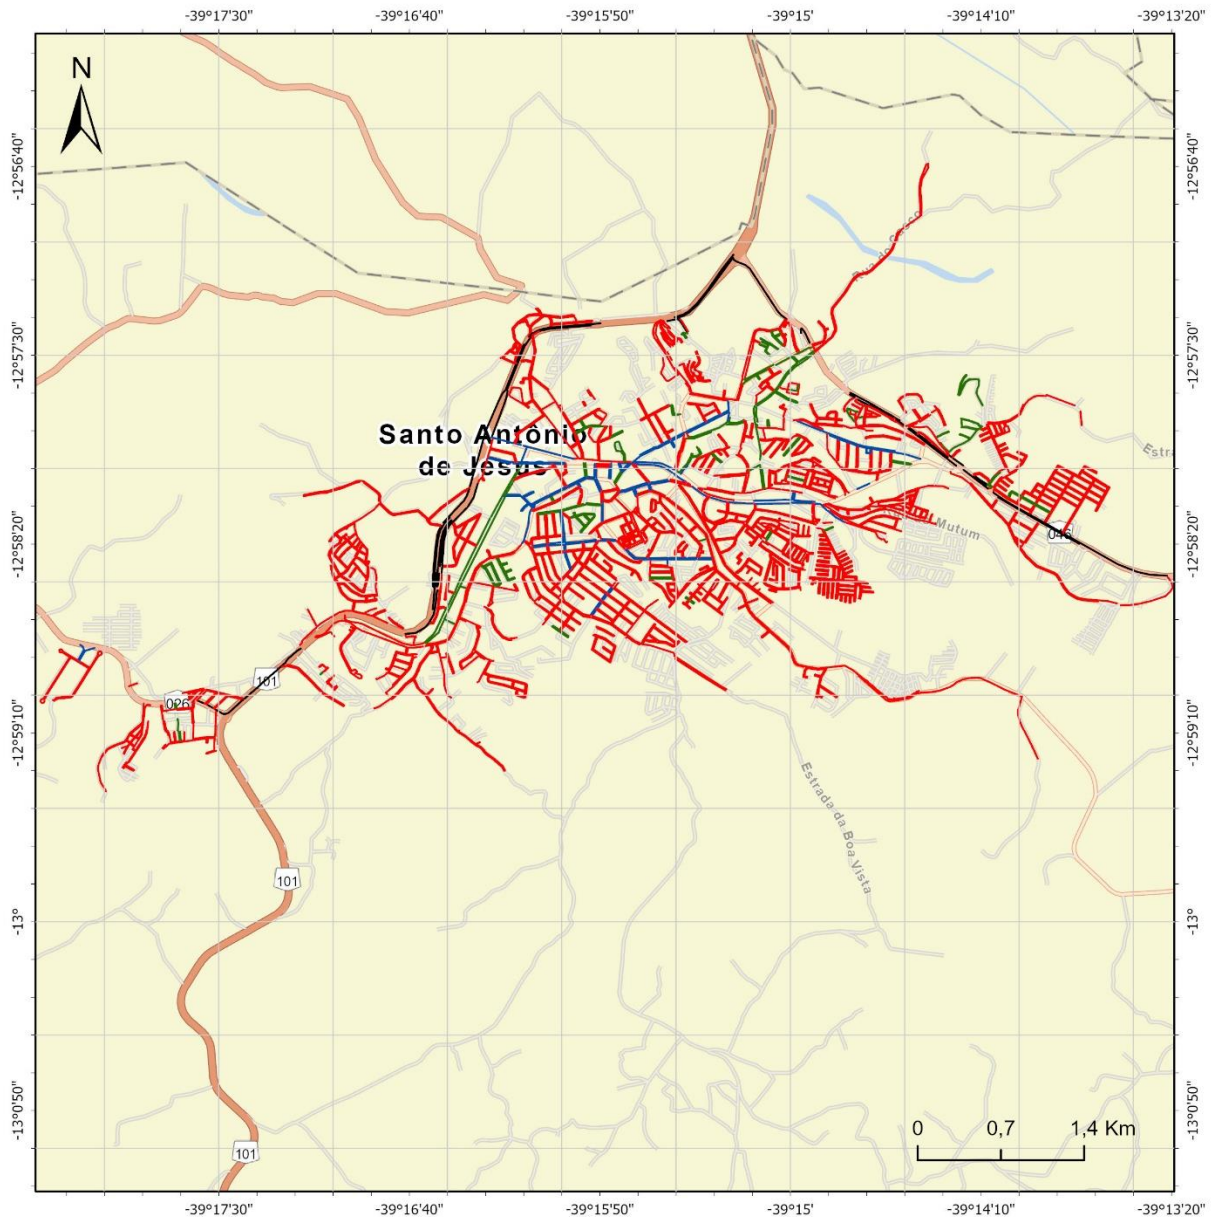 -39°17'30" -39°16'40" -39°15'50" -39°15' -39°14'10" -39°13'20"
N
-12°56'40" -12°56'40"
-12°57'30" -12°57'30"
Santo Antônio
de Jesus
Estra
Mutum
046
-12°58'20" -12°58'20"
101
026
-12°59'10" -12°59'10"
Estrada da Boa Vista
101
-13° -13°
-13°0'50" -13°0'50"
0 0,7 1,4 Km
101
-39°17'30" -39°16'40" -39°15'50" -39°15' -39°14'10" -39°13'20"